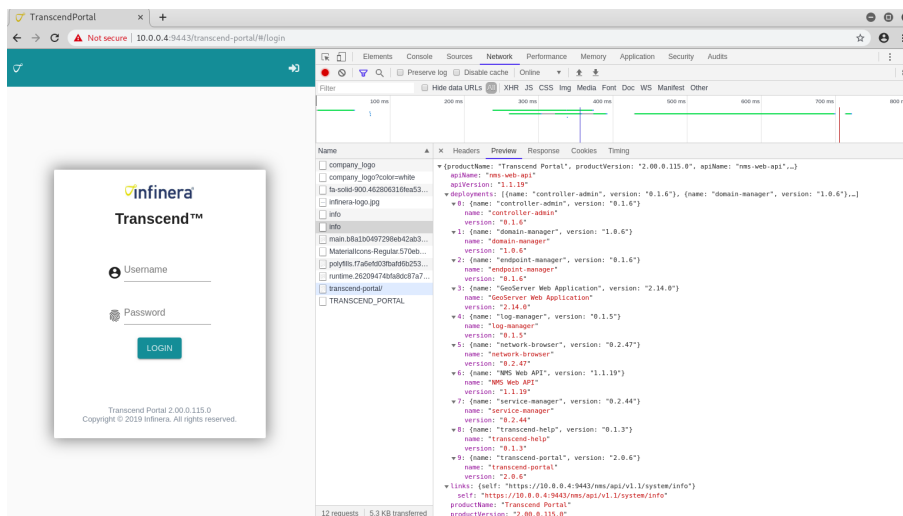 TranscendPortal
Not secure | 10.0.0.4:9443/transcend-portal/#/login
infinera
Transcend™
Username
Password
LOGIN
Transcend Portal 2.00.0.115.0
Copyright © 2019 Infinera. All rights reserved.
Elements Console Sources Network Performance Memory Application Security Audits
Preserve log Disable cache Online
Filter Hide data URLs All XHR JS CSS Img Media Font Doc WS Manifest Other
100 ms 200 ms 300 ms 400 ms 500 ms 600 ms 700 ms 800
Name
company_logo
company_logo?color=white
fa-solid-900.462806316fea53...
infinera-logo.jpg
info
info
main.b8a1b0497298eb42ab3...
MaterialIcons-Regular.570eb...
polyfills.f7a6efd03fbafd6b253...
runtime.26209474bfa8dc87a7...
transcend-portal/
TRANSCEND_PORTAL
12 requests 5.3 KB transferred
Headers Preview Response Cookies Timing
{productName: "Transcend Portal", productVersion: "2.00.0.115.0", apiName: "nms-web-api",…}
apiName: "nms-web-api"
apiVersion: "1.1.19"
deployments: [{name: "controller-admin", version: "0.1.6"}, {name: "domain-manager", version: "1.0.6"},…]
0: {name: "controller-admin", version: "0.1.6"}
name: "controller-admin"
version: "0.1.6"
1: {name: "domain-manager", version: "1.0.6"}
name: "domain-manager"
version: "1.0.6"
2: {name: "endpoint-manager", version: "0.1.6"}
name: "endpoint-manager"
version: "0.1.6"
3: {name: "GeoServer Web Application", version: "2.14.0"}
name: "GeoServer Web Application"
version: "2.14.0"
4: {name: "log-manager", version: "0.1.5"}
name: "log-manager"
version: "0.1.5"
5: {name: "network-browser", version: "0.2.47"}
name: "network-browser"
version: "0.2.47"
6: {name: "NMS Web API", version: "1.1.19"}
name: "NMS Web API"
version: "1.1.19"
7: {name: "service-manager", version: "0.2.44"}
name: "service-manager"
version: "0.2.44"
8: {name: "transcend-help", version: "0.1.3"}
name: "transcend-help"
version: "0.1.3"
9: {name: "transcend-portal", version: "2.0.6"}
name: "transcend-portal"
version: "2.0.6"
links: {self: "https://10.0.0.4:9443/nms/api/v1.1/system/info"}
self: "https://10.0.0.4:9443/nms/api/v1.1/system/info"
productName: "Transcend Portal"
productVersion: "2.00.0.115.0"